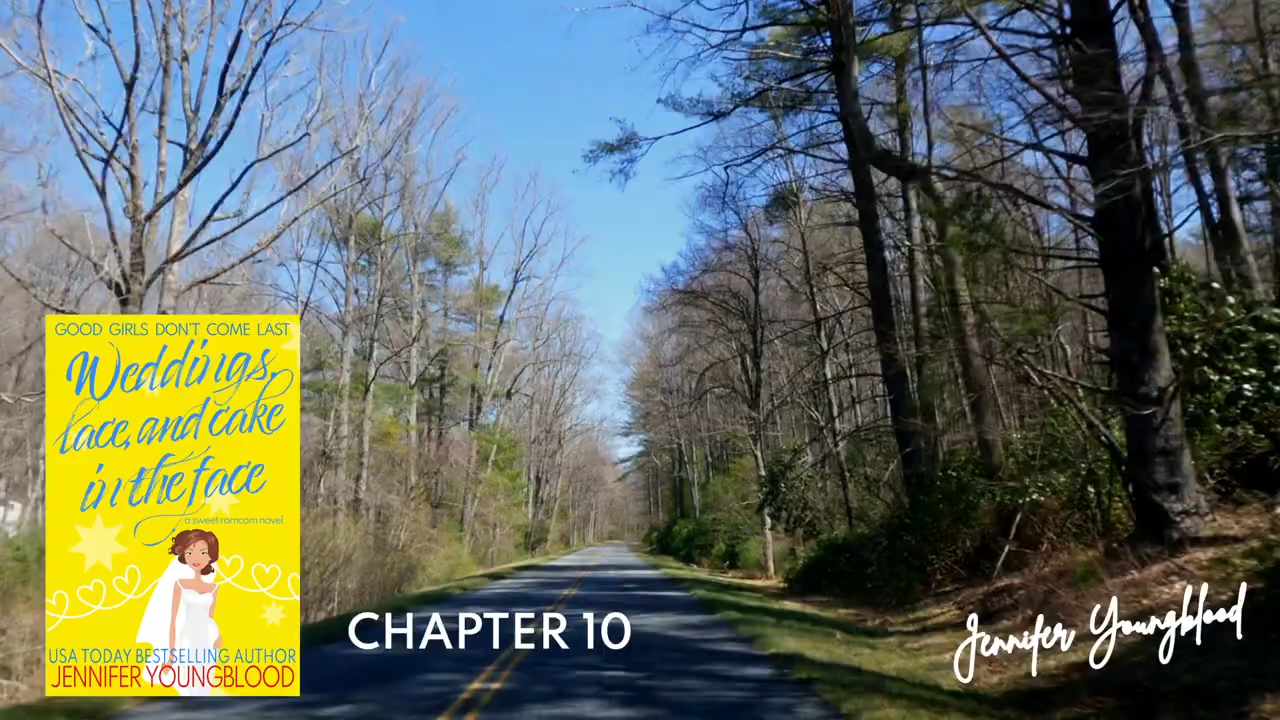 GOOD GIRLS DON'T COME LAST
Weddings,
lace, and cake
in the face
a sweet romcom novel
USA TODAY BESTSELLING AUTHOR
JENNIFER YOUNGBLOOD
CHAPTER 10
Jennifer Youngblood